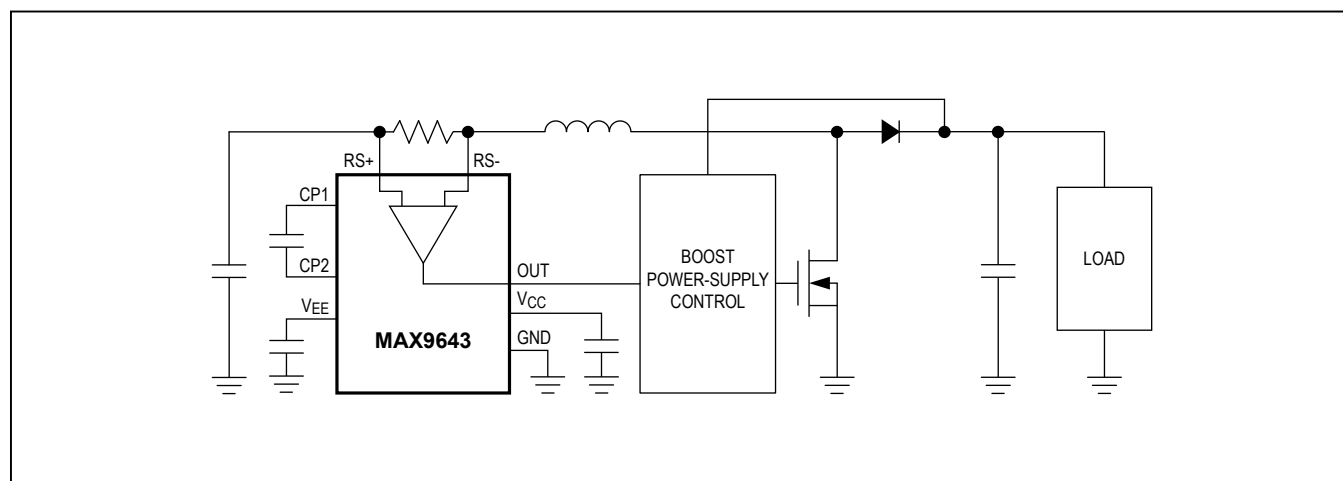 RS+
RS-
CP1
CP2
VEE
MAX9643
OUT
VCC
GND
BOOST
POWER-SUPPLY
CONTROL
LOAD